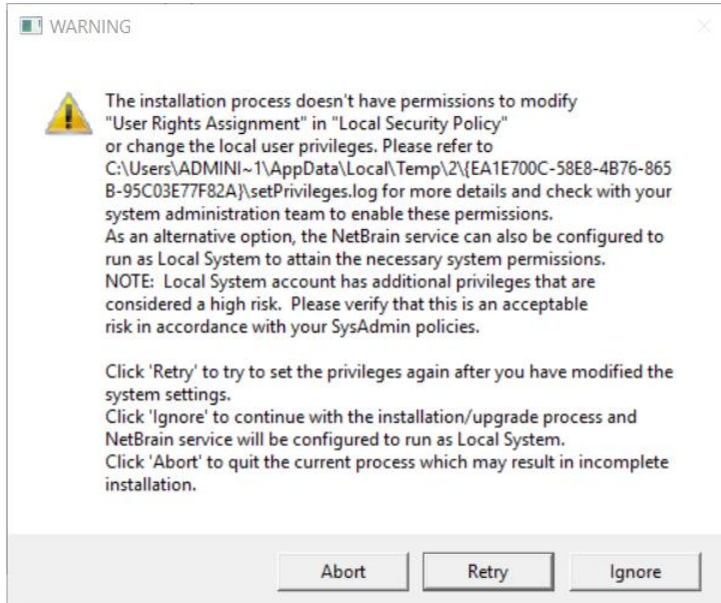 WARNING
The installation process doesn't have permissions to modify
"User Rights Assignment" in "Local Security Policy"
or change the local user privileges. Please refer to
C:\Users\ADMINI~1\AppData\Local\Temp\2\{EA1E700C-58E8-4B76-865
B-95C03E77F82A}\setPrivileges.log for more details and check with your
system administration team to enable these permissions.
As an alternative option, the NetBrain service can also be configured to
run as Local System to attain the necessary system permissions.
NOTE:  Local System account has additional privileges that are
considered a high risk.  Please verify that this is an acceptable
risk in accordance with your SysAdmin policies.
Click 'Retry' to try to set the privileges again after you have modified the
system settings.
Click 'Ignore' to continue with the installation/upgrade process and
NetBrain service will be configured to run as Local System.
Click 'Abort' to quit the current process which may result in incomplete
installation.
Abort Retry Ignore